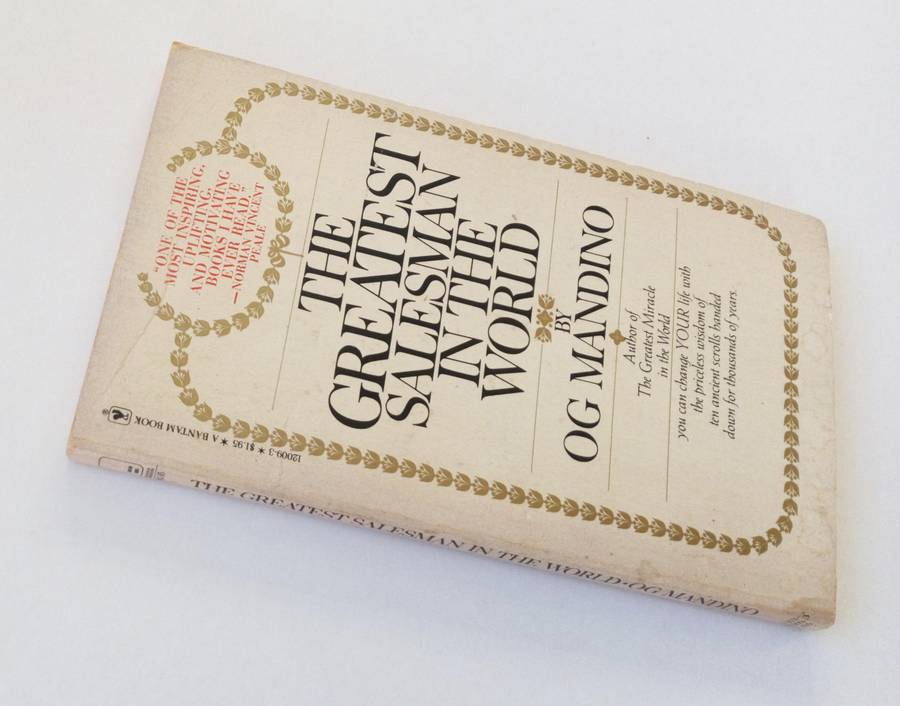 "ONE OF THE
MOST INSPIRING,
UPLIFTING,
AND MOTIVATING
BOOKS I HAVE
EVER READ."
—NORMAN VINCENT
PEALE
THE
GREATEST
SALESMAN
IN THE
WORLD
BY
OG MANDINO
Author of
The Greatest Miracle
in the World
you can change YOUR life with
the priceless wisdom of
ten ancient scrolls handed
down for thousands of years.
12009-3 ★ $1.95 ★ A BANTAM BOOK ®
THE GREATEST SALESMAN IN THE WORLD•OG MANDINO